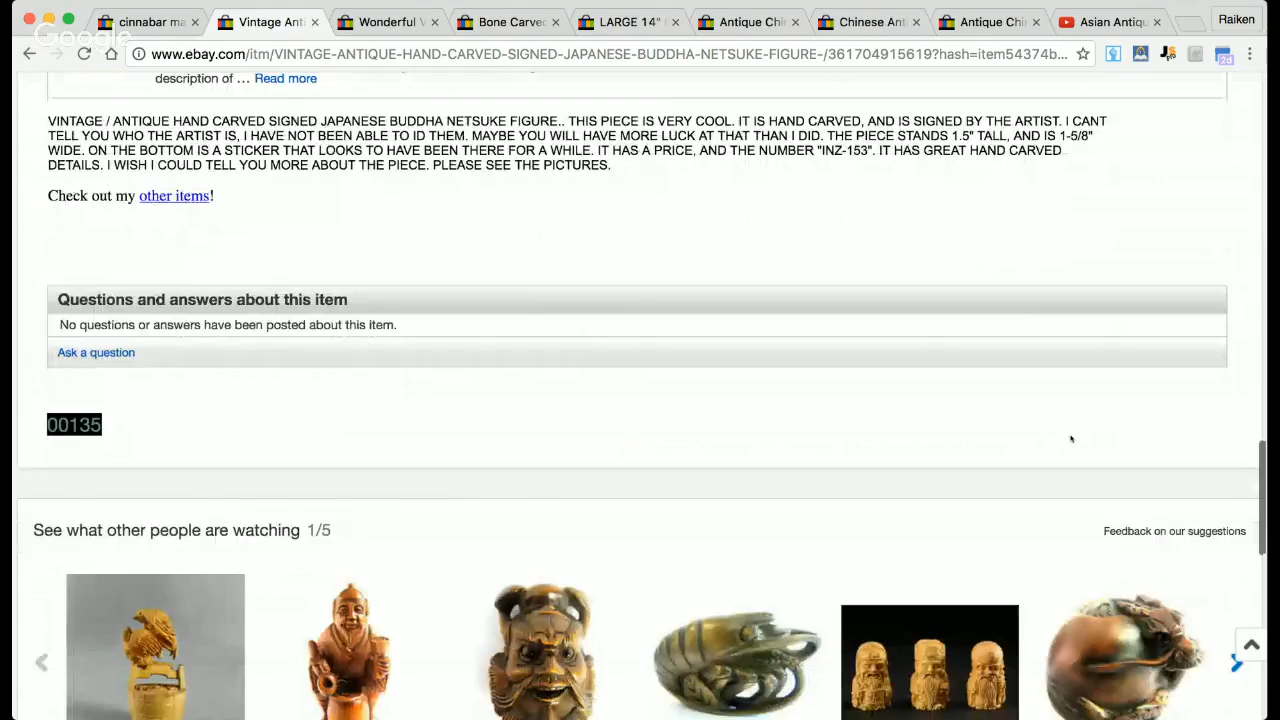 cinnabar ma
Vintage Anti
Wonderful V
Bone Carved
LARGE 14"
Antique Chi
Chinese Ant
Antique Chi
Asian Antiqu
Raiken
Google
www.ebay.com/itm/VINTAGE-ANTIQUE-HAND-CARVED-SIGNED-JAPANESE-BUDDHA-NETSUKE-FIGURE-/361704915619?hash=item54374b...
2d
description of ... Read more
VINTAGE / ANTIQUE HAND CARVED SIGNED JAPANESE BUDDHA NETSUKE FIGURE.. THIS PIECE IS VERY COOL. IT IS HAND CARVED, AND IS SIGNED BY THE ARTIST. I CANT
TELL YOU WHO THE ARTIST IS, I HAVE NOT BEEN ABLE TO ID THEM. MAYBE YOU WILL HAVE MORE LUCK AT THAT THAN I DID. THE PIECE STANDS 1.5" TALL, AND IS 1-5/8"
WIDE. ON THE BOTTOM IS A STICKER THAT LOOKS TO HAVE BEEN THERE FOR A WHILE. IT HAS A PRICE, AND THE NUMBER "INZ-153". IT HAS GREAT HAND CARVED
DETAILS. I WISH I COULD TELL YOU MORE ABOUT THE PIECE. PLEASE SEE THE PICTURES.
Check out my other items!
Questions and answers about this item
No questions or answers have been posted about this item.
Ask a question
00135
See what other people are watching 1/5
Feedback on our suggestions